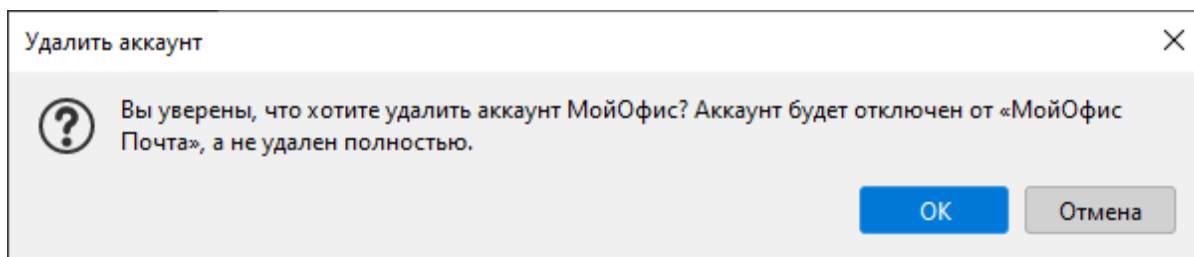 Удалить аккаунт
Вы уверены, что хотите удалить аккаунт МойОфис? Аккаунт будет отключен от «МойОфис
Почта», а не удален полностью.
ОК
Отмена